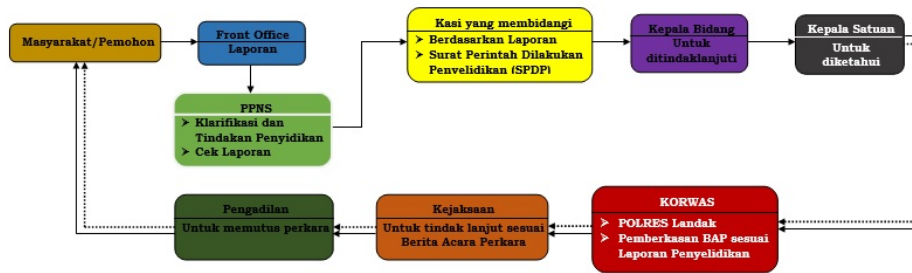 Masyarakat/Pemohon
Front Office
Laporan
PPNS
➤ Klarifikasi dan
Tindakan Penyidikan
➤ Cek Laporan
Kasi yang membidangi
➤ Berdasarkan Laporan
➤ Surat Perintah Dilakukan
Penyelidikan (SPDP)
Kepala Bidang
Untuk
ditindaklanjuti
Kepala Satuan
Untuk
diketahui
KORWAS
➤ POLRES Landak
➤ Pemberkasan BAP sesuai
Laporan Penyelidikan
Kejaksaan
Untuk tindak lanjut sesuai
Berita Acara Perkara
Pengadilan
Untuk memutus perkara